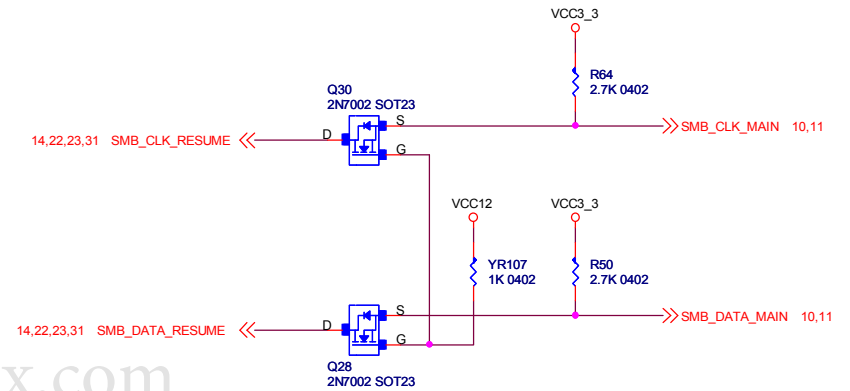 VCC3_3
R64
2.7K 0402
Q30
2N7002 SOT23
D
S
G
14,22,23,31 SMB_CLK_RESUME
SMB_CLK_MAIN 10,11
VCC12
VCC3_3
YR107
1K 0402
R50
2.7K 0402
D
S
G
14,22,23,31 SMB_DATA_RESUME
SMB_DATA_MAIN 10,11
Q28
2N7002 SOT23
x.com